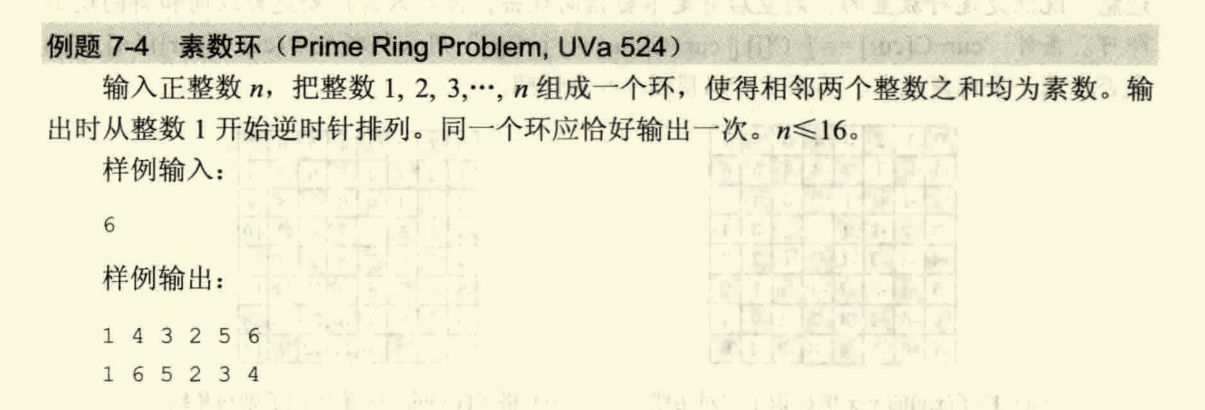 例题 7-4 素数环（Prime Ring Problem, UVa 524）
输入正整数 n，把整数 1, 2, 3,…, n 组成一个环，使得相邻两个整数之和均为素数。输
出时从整数 1 开始逆时针排列。同一个环应恰好输出一次。n≤16。
样例输入：
6
样例输出：
1 4 3 2 5 6
1 6 5 2 3 4